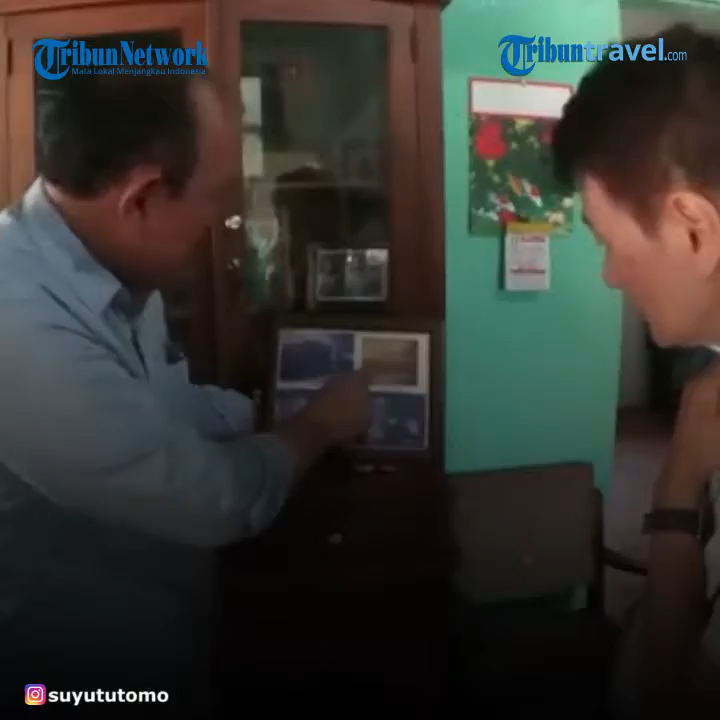 TribunNetwork
Mata Lokal Menjangkau Indonesia
Tribuntravel.com
suyututomo